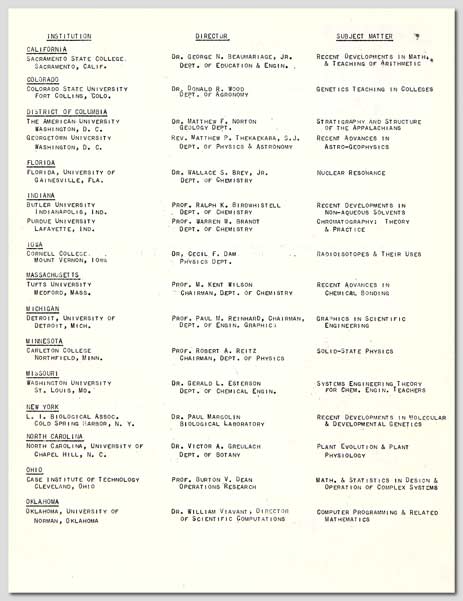 INSTITUTION DIRECTOR SUBJECT MATTER
CALIFORNIA
SACRAMENTO STATE COLLEGE. DR. GEORGE N. BEAUMARIAGE, JR. RECENT DEVELOPMENTS IN MATH.
SACRAMENTO, CALIF. DEPT. OF EDUCATION & ENGIN. & TEACHING OF ARITHMETIC
COLORADO
COLORADO STATE UNIVERSITY DR. DONALD R. WOOD GENETICS TEACHING IN COLLEGES
FORT COLLINS, COLO. DEPT. OF AGRONOMY
DISTRICT OF COLUMBIA
THE AMERICAN UNIVERSITY DR. MATTHEW F. NORTON STRATIGRAPHY AND STRUCTURE
WASHINGTON, D. C. GEOLOGY DEPT. OF THE APPALACHIANS
GEORGETOWN UNIVERSITY REV. MATTHEW P. THEKAEKARA, S.J. RECENT ADVANCES IN
WASHINGTON, D. C. DEPT. OF PHYSICS & ASTRONOMY ASTRO-GEOPHYSICS
FLORIDA
FLORIDA, UNIVERSITY OF DR. WALLACE S. BREY, JR. NUCLEAR RESONANCE
GAINESVILLE, FLA. DEPT. OF CHEMISTRY
INDIANA
BUTLER UNIVERSITY PROF. RALPH K. BIRDWHISTELL RECENT DEVELOPMENTS IN
INDIANAPOLIS, IND. DEPT. OF CHEMISTRY NON-AQUEOUS SOLVENTS
PURDUE UNIVERSITY PROF. WARREN W. BRANDT CHROMATOGRAPHY: THEORY
LAFAYETTE, IND. DEPT. OF CHEMISTRY & PRACTICE
IOWA
CORNELL COLLEGE. DR. CECIL F. DAM RADIOISOTOPES & THEIR USES
MOUNT VERNON, IOWA PHYSICS DEPT.
MASSACHUSETTS
TUFTS UNIVERSITY PROF. M. KENT WILSON RECENT ADVANCES IN
MEDFORD, MASS. CHAIRMAN, DEPT. OF CHEMISTRY CHEMICAL BONDING
MICHIGAN
DETROIT, UNIVERSITY OF PROF. PAUL M. REINHARD, CHAIRMAN, GRAPHICS IN SCIENTIFIC
DETROIT, MICH. DEPT. OF ENGIN. GRAPHICS ENGINEERING
MINNESOTA
CARLETON COLLEGE PROF. ROBERT A. REITZ SOLID-STATE PHYSICS
NORTHFIELD, MINN. CHAIRMAN, DEPT. OF PHYSICS
MISSOURI
WASHINGTON UNIVERSITY DR. GERALD L. ESTERSON SYSTEMS ENGINEERING THEORY
ST. LOUIS, MO. DEPT. OF CHEMICAL ENGIN. FOR CHEM. ENGIN. TEACHERS
NEW YORK
L. I. BIOLOGICAL ASSOC. DR. PAUL MARGOLIN RECENT DEVELOPMENTS IN MOLECULAR
COLD SPRING HARBOR, N. Y. BIOLOGICAL LABORATORY & DEVELOPMENTAL GENETICS
NORTH CAROLINA
NORTH CAROLINA, UNIVERSITY OF DR. VICTOR A. GREULACH PLANT EVOLUTION & PLANT
CHAPEL HILL, N. C. DEPT. OF BOTANY PHYSIOLOGY
OHIO
CASE INSTITUTE OF TECHNOLOGY PROF. BURTON V. DEAN MATH. & STATISTICS IN DESIGN &
CLEVELAND, OHIO OPERATIONS RESEARCH OPERATION OF COMPLEX SYSTEMS
OKLAHOMA
OKLAHOMA, UNIVERSITY OF DR. WILLIAM VIAVANT, DIRECTOR COMPUTER PROGRAMMING & RELATED
NORMAN, OKLAHOMA OF SCIENTIFIC COMPUTATIONS MATHEMATICS